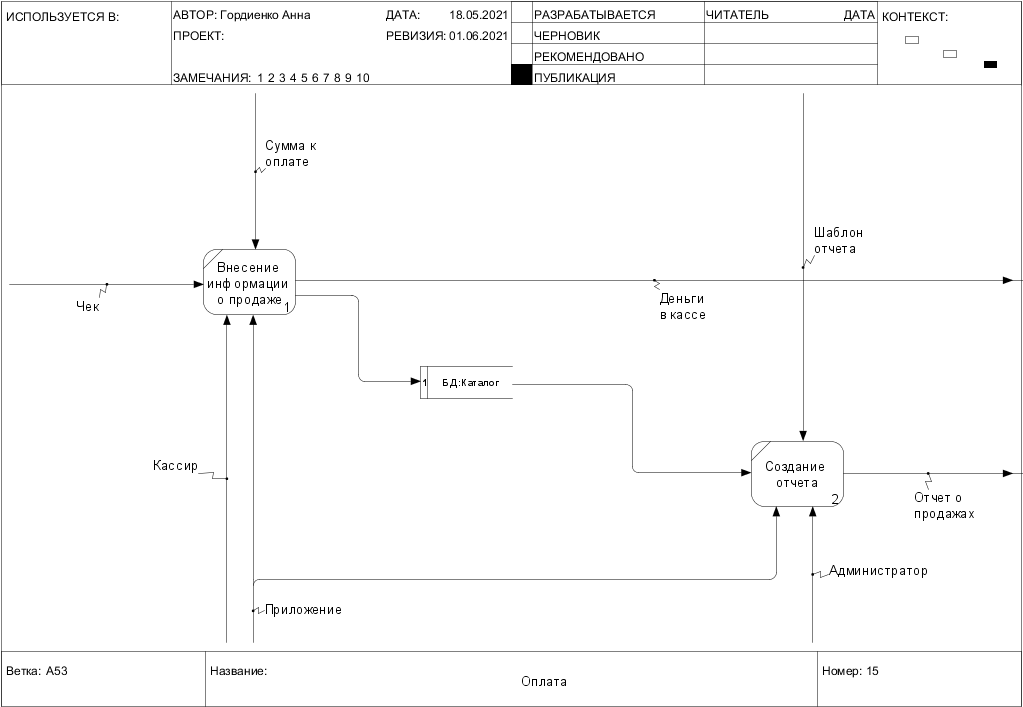 ИСПОЛЬЗУЕТСЯ В:
АВТОР: Гордиенко Анна
ДАТА: 18.05.2021
ПРОЕКТ:
РЕВИЗИЯ: 01.06.2021
ЗАМЕЧАНИЯ: 1 2 3 4 5 6 7 8 9 10
РАЗРАБАТЫВАЕТСЯ
ЧЕРНОВИК
РЕКОМЕНДОВАНО
ПУБЛИКАЦИЯ
ЧИТАТЕЛЬ
ДАТА
КОНТЕКСТ:
Сумма к
оплате
Шаблон
отчета
Внесение
информации
о продаже
1
Чек
Деньги
в кассе
1
БД:Каталог
Кассир
Создание
отчета
2
Отчет о
продажах
Администратор
Приложение
Ветка: A53
Название:
Оплата
Номер: 15